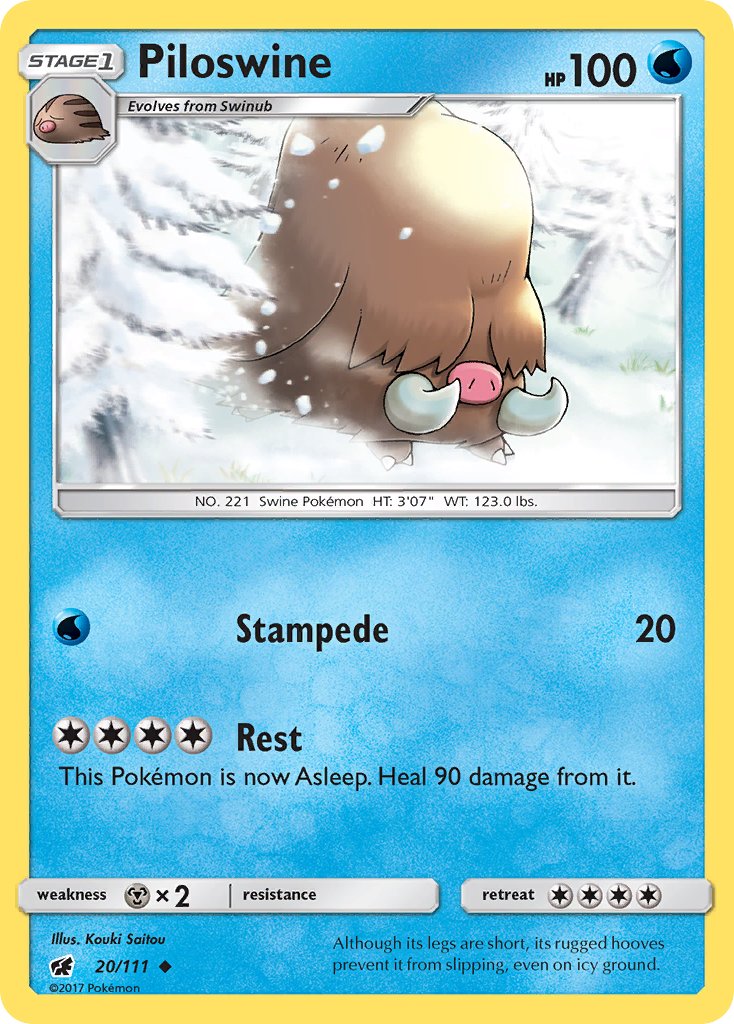 STAGE1 Piloswine HP 100
Evolves from Swinub
NO. 221 Swine Pokémon HT: 3'07" WT: 123.0 lbs.
Stampede 20
Rest
This Pokémon is now Asleep. Heal 90 damage from it.
weakness ×2 resistance retreat
Illus. Kouki Saitou
20/111
©2017 Pokémon
Although its legs are short, its rugged hooves
prevent it from slipping, even on icy ground.